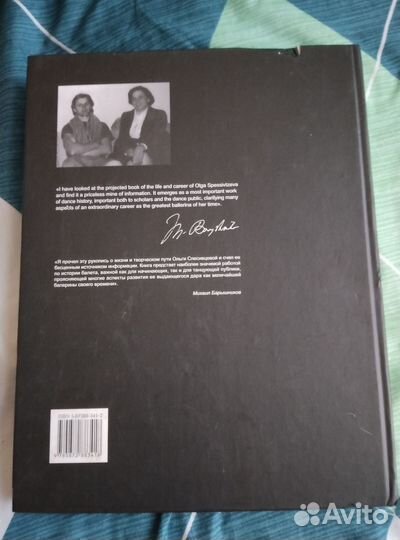 «I have looked at the projected book of the life and career of Olga Spessivtzeva
and find it a priceless mine of information. It emerges as a most important work
of dance history, important both to scholars and the dance public, clarifying many
aspects of an extraordinary career as the greatest ballerina of her time».
«Я прочел эту рукопись о жизни и творческом пути Ольги Спесивцевой и счел ее
бесценным источником информации. Книга предстает наиболее значимой работой
по истории балета, важной как для начинающих, так и для танцующей публики,
проясняющей многие аспекты развития ее выдающегося дара как величайшей
балерины своего времени».
Михаил Барышников
Avito